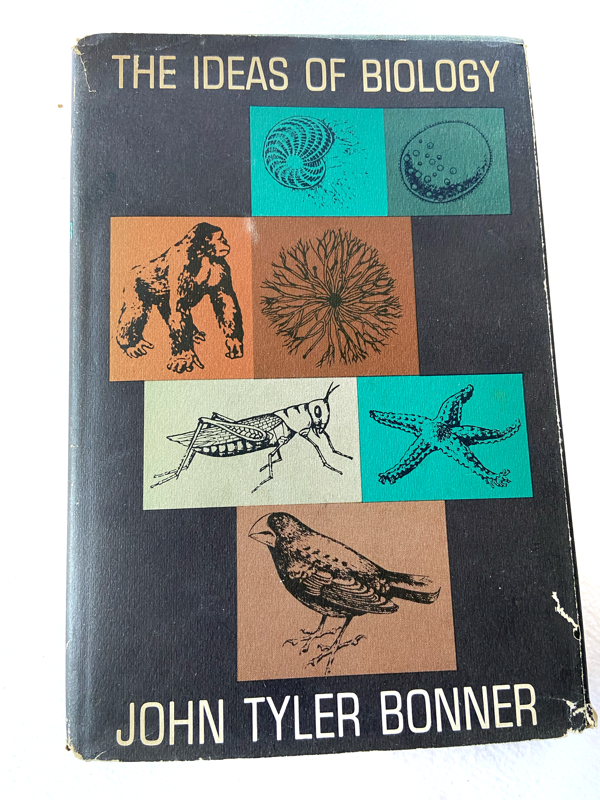 THE IDEAS OF BIOLOGY
JOHN TYLER BONNER